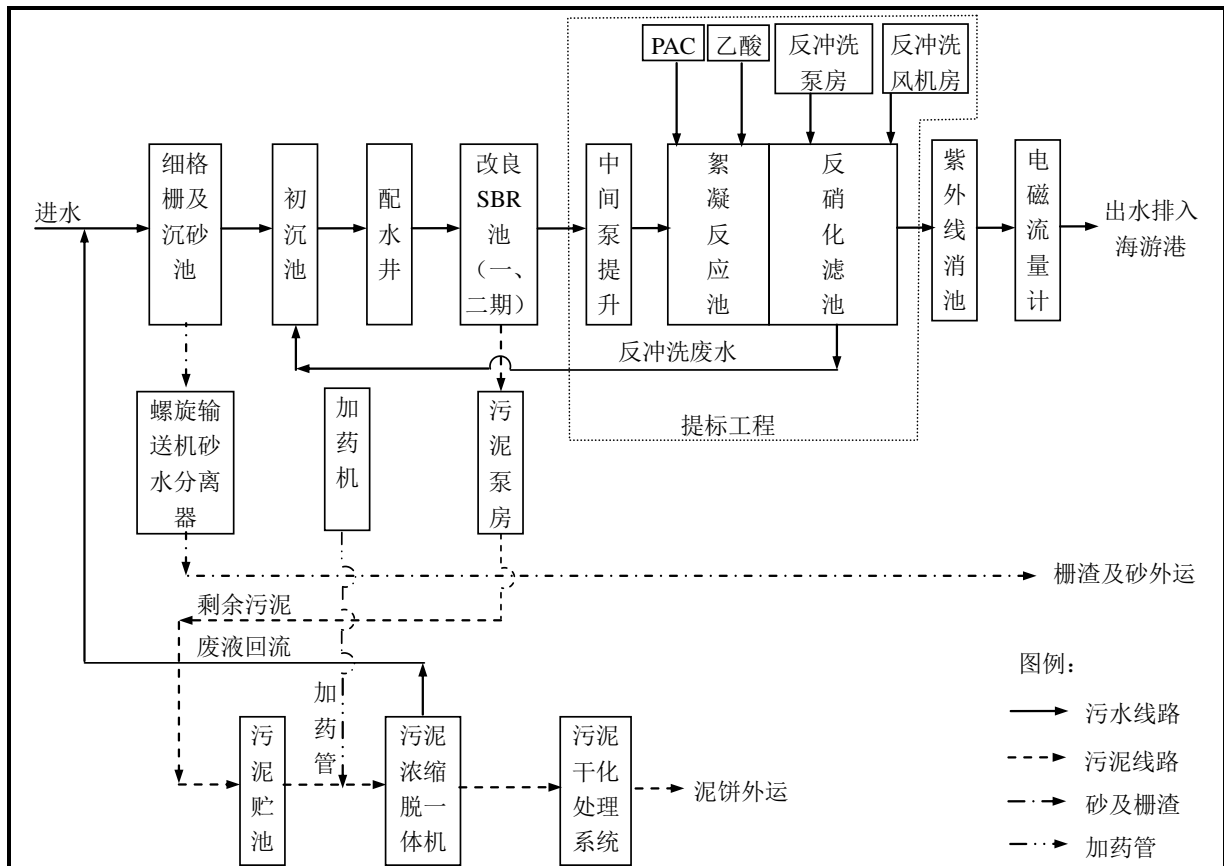 PAC
乙酸
反冲洗
泵房
反冲洗
风机房
进水
细格
栅及
沉砂
池
初
沉
池
配
水
井
改良
SBR
池
（一、
二期）
中
间
泵
提
升
絮
凝
反
应
池
反
硝
化
滤
池
紫
外
线
消
池
电
磁
流
量
计
出水排入
海游港
反冲洗废水
提标工程
螺旋输
送机砂
水分离
器
加
药
机
污
泥
泵
房
栅渣及砂外运
剩余污泥
废液回流
加
药
管
污
泥
贮
池
污泥
浓缩
脱一
体机
污泥
干化
处理
系统
泥饼外运
图例：
污水线路
污泥线路
砂及栅渣
加药管